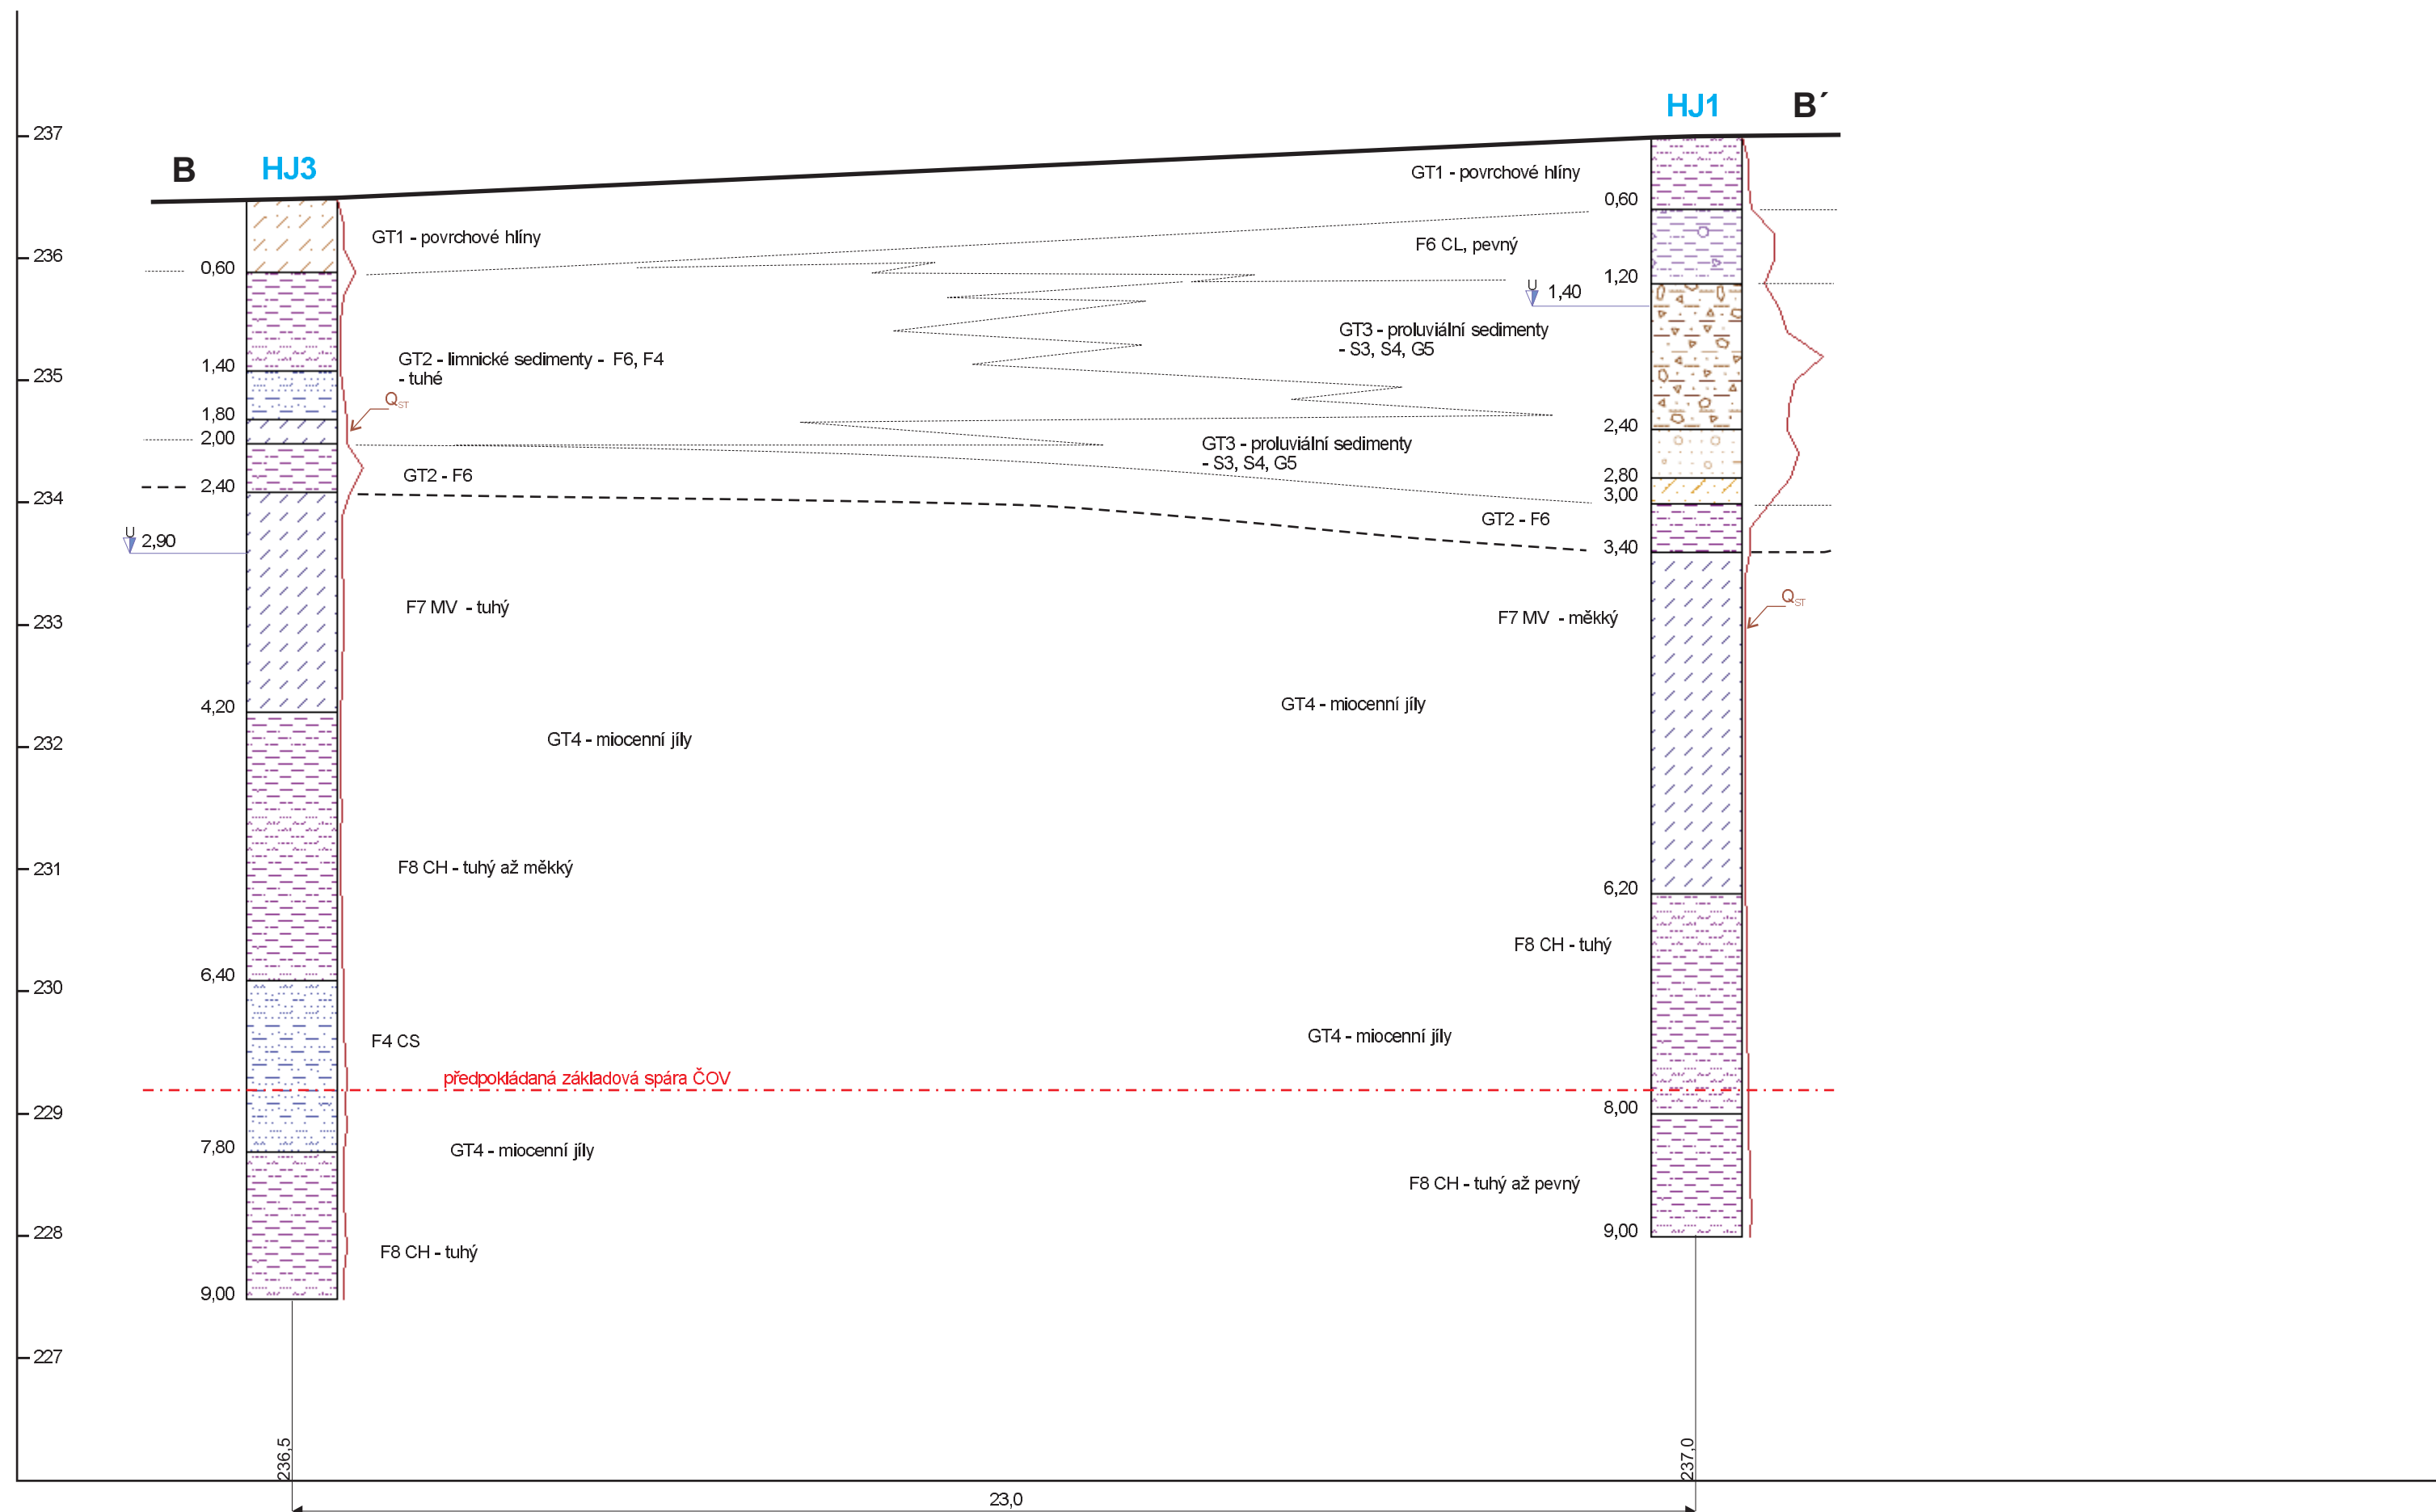 HJ1
B´
237
B
HJ3
GT1 - povrchové hlíny
0,60
GT1 - povrchové hlíny
F6 CL, pevný
236
0,60
1,20
U
1,40
GT3 - proluviální sedimenty
- S3, S4, G5
GT2 - limnické sedimenty - F6, F4
- tuhé
1,40
235
QST
1,80
2,00
2,40
GT3 - proluviální sedimenty
- S3, S4, G5
GT2 - F6
2,80
3,00
2,40
234
GT2 - F6
U
2,90
3,40
F7 MV - tuhý
QST
F7 MV - měkký
233
4,20
GT4 - miocenní jíly
GT4 - miocenní jíly
232
F8 CH - tuhý až měkký
231
6,20
F8 CH - tuhý
6,40
230
F4 CS
GT4 - miocenní jíly
předpokládaná základová spára ČOV
229
8,00
7,80
GT4 - miocenní jíly
F8 CH - tuhý až pevný
228
9,00
F8 CH - tuhý
9,00
227
236,5
237,0
23,0